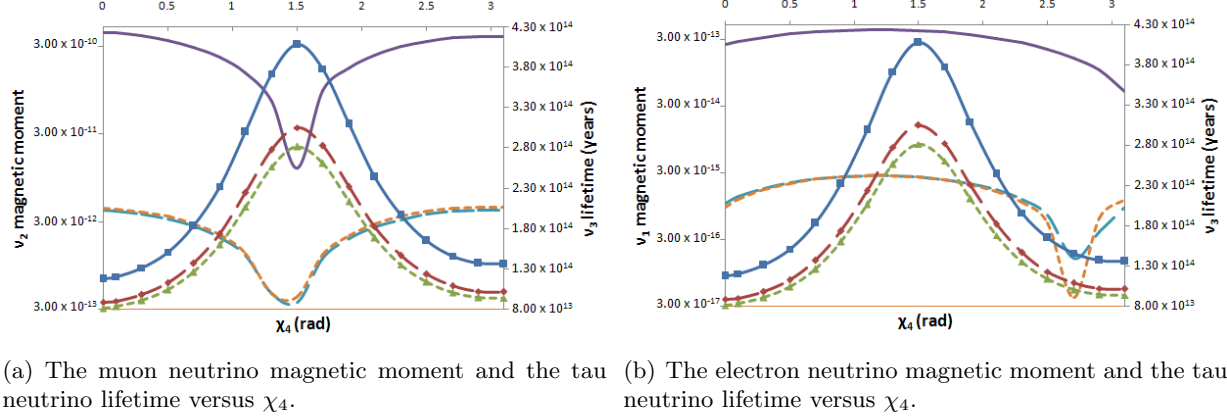 0 0.5 1 1.5 2 2.5 3
3.00 x 10⁻¹⁰
3.00 x 10⁻¹¹
3.00 x 10⁻¹²
3.00 x 10⁻¹³
ν₂ magnetic moment
4.30 x 10¹⁴
3.80 x 10¹⁴
3.30 x 10¹⁴
2.80 x 10¹⁴
2.30 x 10¹⁴
1.80 x 10¹⁴
1.30 x 10¹⁴
8.00 x 10¹³
ν₃ lifetime (years)
χ₄ (rad)
(a) The muon neutrino magnetic moment and the tau
neutrino lifetime versus χ₄.
0 0.5 1 1.5 2 2.5 3
3.00 x 10⁻¹³
3.00 x 10⁻¹⁴
3.00 x 10⁻¹⁵
3.00 x 10⁻¹⁶
3.00 x 10⁻¹⁷
ν₁ magnetic moment
4.30 x 10¹⁴
3.80 x 10¹⁴
3.30 x 10¹⁴
2.80 x 10¹⁴
2.30 x 10¹⁴
1.80 x 10¹⁴
1.30 x 10¹⁴
8.00 x 10¹³
ν₃ lifetime (years)
χ₄ (rad)
(b) The electron neutrino magnetic moment and the tau
neutrino lifetime versus χ₄.